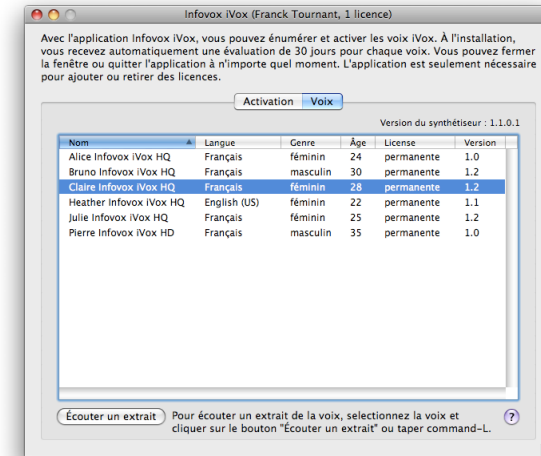 Infovox iVox (Franck Tournant, 1 licence)
Avec l'application Infovox iVox, vous pouvez énumérer et activer les voix iVox. À l'installation,
vous recevez automatiquement une évaluation de 30 jours pour chaque voix. Vous pouvez fermer
la fenêtre ou quitter l'application à n'importe quel moment. L'application est seulement nécessaire
pour ajouter ou retirer des licences.
Activation Voix
Version du synthétiseur : 1.1.0.1
Nom Langue Genre Âge License Version
Alice Infovox iVox HQ Français féminin 24 permanente 1.0
Bruno Infovox iVox HQ Français masculin 30 permanente 1.2
Claire Infovox iVox HQ Français féminin 28 permanente 1.2
Heather Infovox iVox HQ English (US) féminin 22 permanente 1.1
Julie Infovox iVox HQ Français féminin 25 permanente 1.2
Pierre Infovox iVox HD Français masculin 35 permanente 1.0
Écouter un extrait Pour écouter un extrait de la voix, selectionnez la voix et ?
cliquer sur le bouton "Écouter un extrait" ou taper command-L.